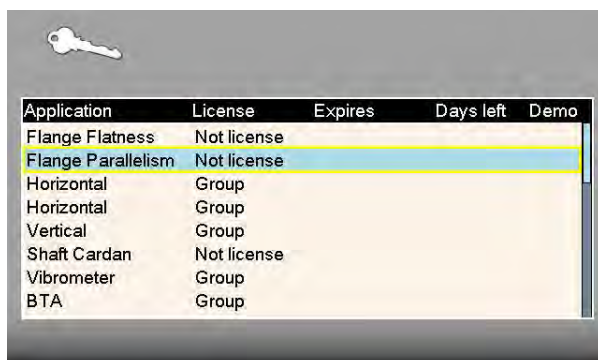 Application License Expires Days left Demo
Flange Flatness Not license
Flange Parallelism Not license
Horizontal Group
Horizontal Group
Vertical Group
Shaft Cardan Not license
Vibrometer Group
BTA Group